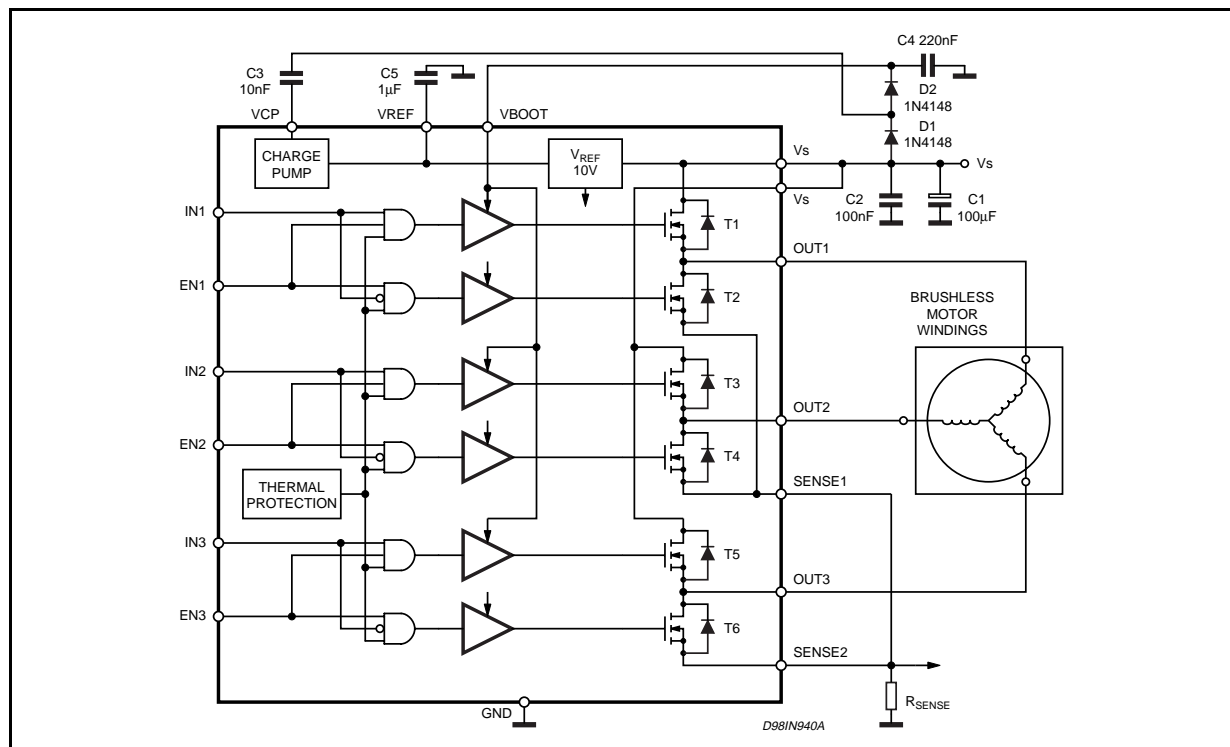 C4 220nF
C3
10nF
C5
1μF
D2
1N4148
VCP
VREF
VBOOT
D1
1N4148
CHARGE
PUMP
VREF
10V
Vs
Vs
Vs
C2
100nF
C1
100μF
IN1
T1
OUT1
EN1
T2
BRUSHLESS
MOTOR
WINDINGS
IN2
T3
OUT2
EN2
T4
THERMAL
PROTECTION
SENSE1
IN3
T5
OUT3
EN3
T6
SENSE2
RSENSE
GND
D98IN940A